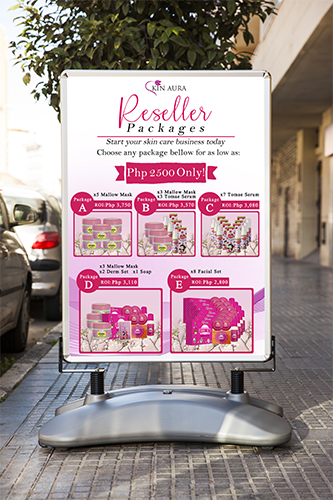 SKIN AURA
Reseller
Packages
Start your skin care business today
Choose any package bellow for as low as:
Php 2500 Only!
Package
A
x5 Mallow Mask
ROI: Php 3,750
Package
B
x3 Mallow Mask
x3 Tomae Serum
ROI: Php 3,570
Package
C
x7 Tomae Serum
ROI: Php 3,080
Package
D
x3 Mallow Mask
x2 Derm Set x1 Soap
ROI: Php 3,110
Package
E
x8 Facial Set
ROI: Php 2,800